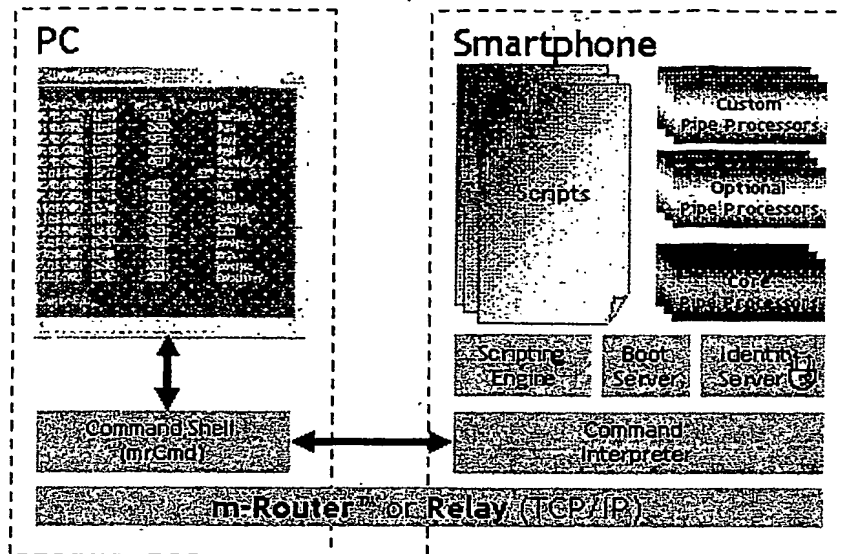 PC
Smartphone
Scripts
Custom
Pipe Processors
Optional
Pipe Processors
Core
Pipe Processors
Scripting
Engine
Boot
Server
Identity
Server
Command Shell
(mrCmd)
Command
Interpreter
m-Router™ or Relay (TCP/IP)